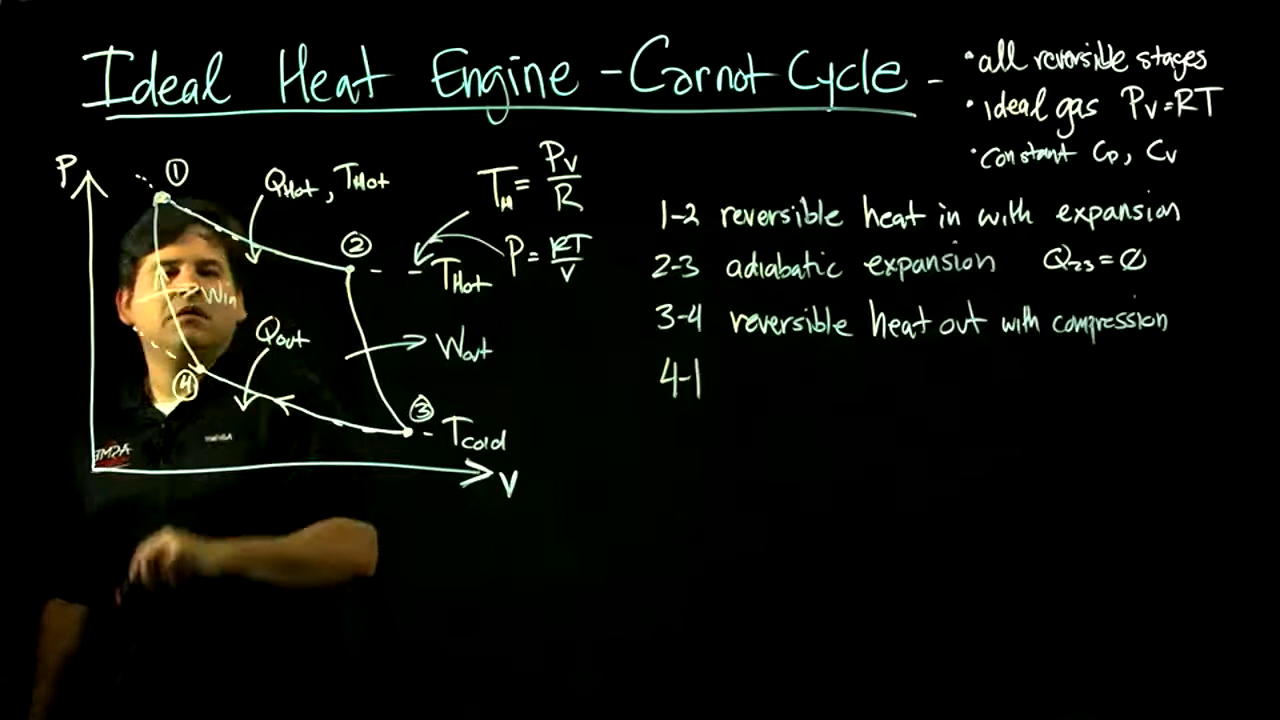 Ideal Heat Engine - Carnot Cycle -
• all reversible stages
• ideal gas Pv=RT
• constant Cp, Cv
P
①
QHot, THot
TH = Pv/R
②
P = RT/v
THot
Win
Qout
Wout
④
③
Tcold
v
1-2 reversible heat in with expansion
2-3 adiabatic expansion Q23=0
3-4 reversible heat out with compression
4-1